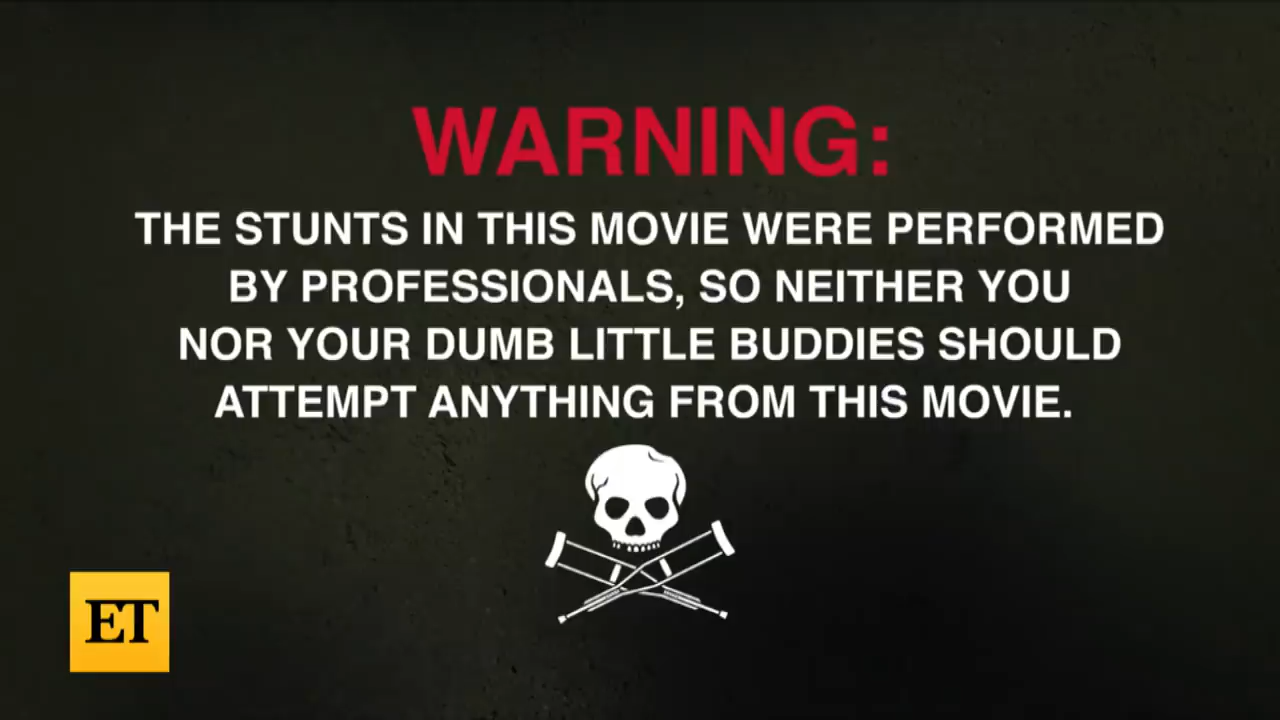 WARNING:
THE STUNTS IN THIS MOVIE WERE PERFORMED
BY PROFESSIONALS, SO NEITHER YOU
NOR YOUR DUMB LITTLE BUDDIES SHOULD
ATTEMPT ANYTHING FROM THIS MOVIE.
ET